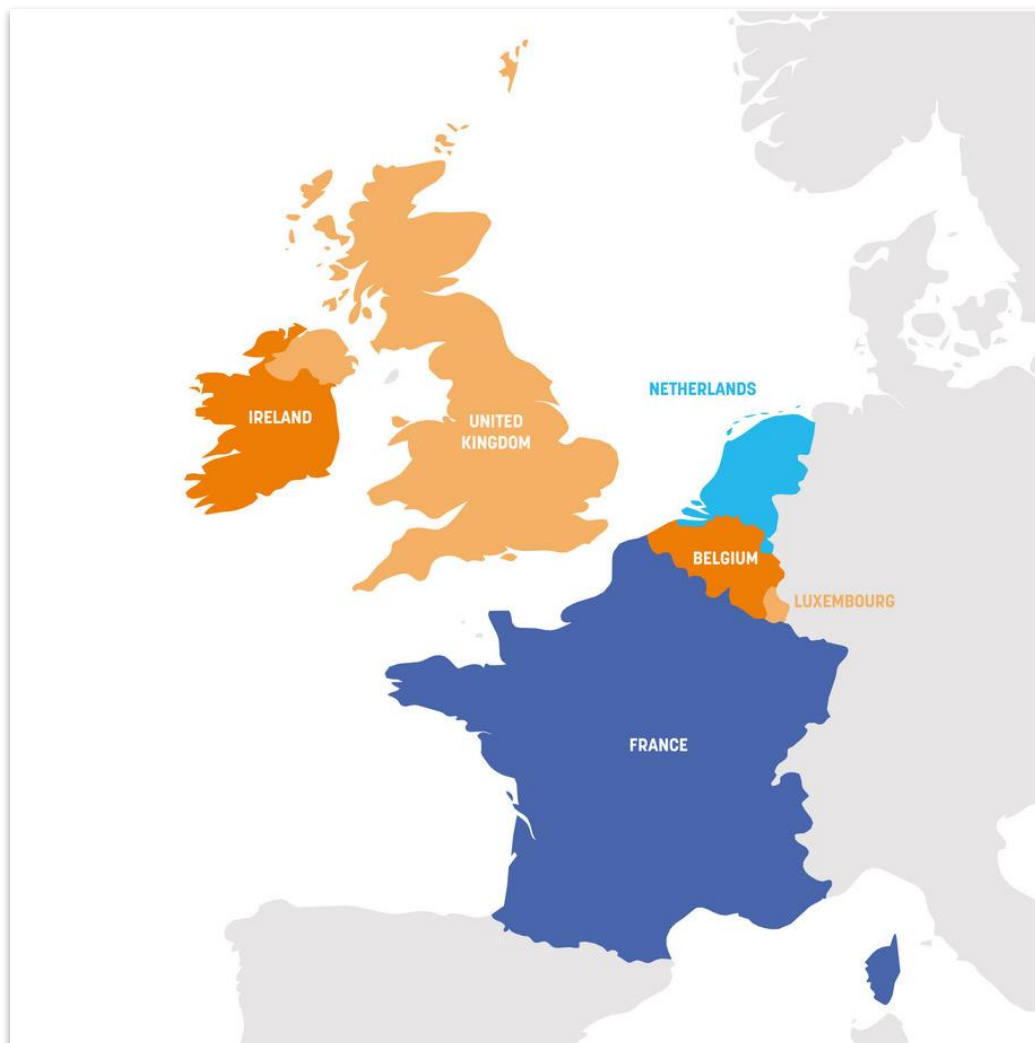 NETHERLANDS
IRELAND
UNITED
KINGDOM
BELGIUM
LUXEMBOURG
FRANCE